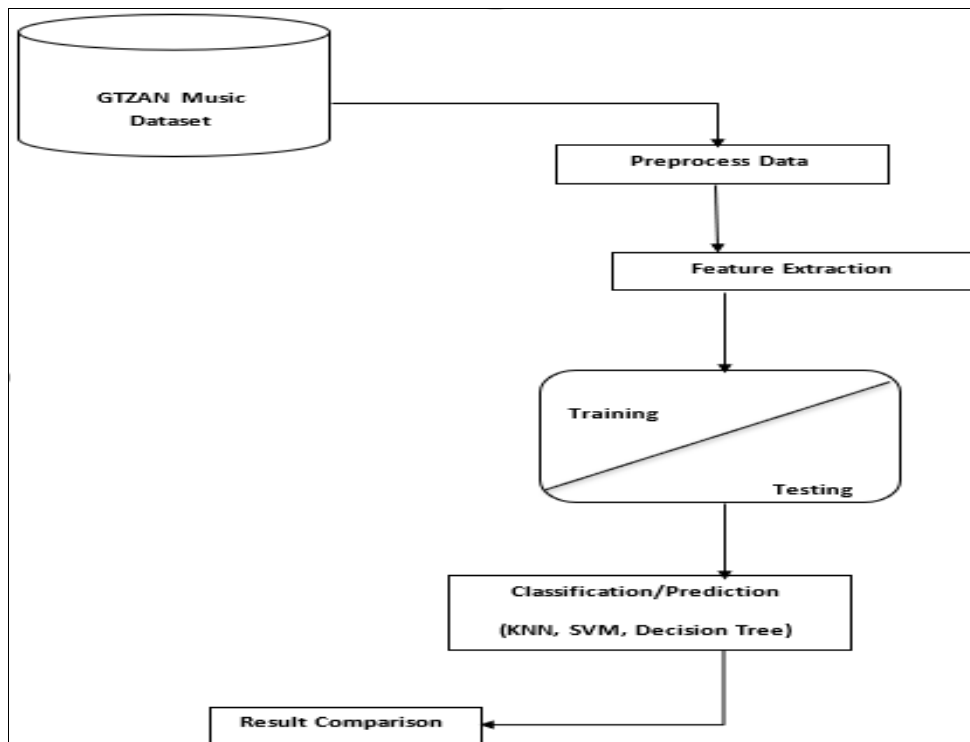 GTZAN Music
Dataset
Preprocess Data
Feature Extraction
Training
Testing
Classification/Prediction
(KNN, SVM, Decision Tree)
Result Comparison